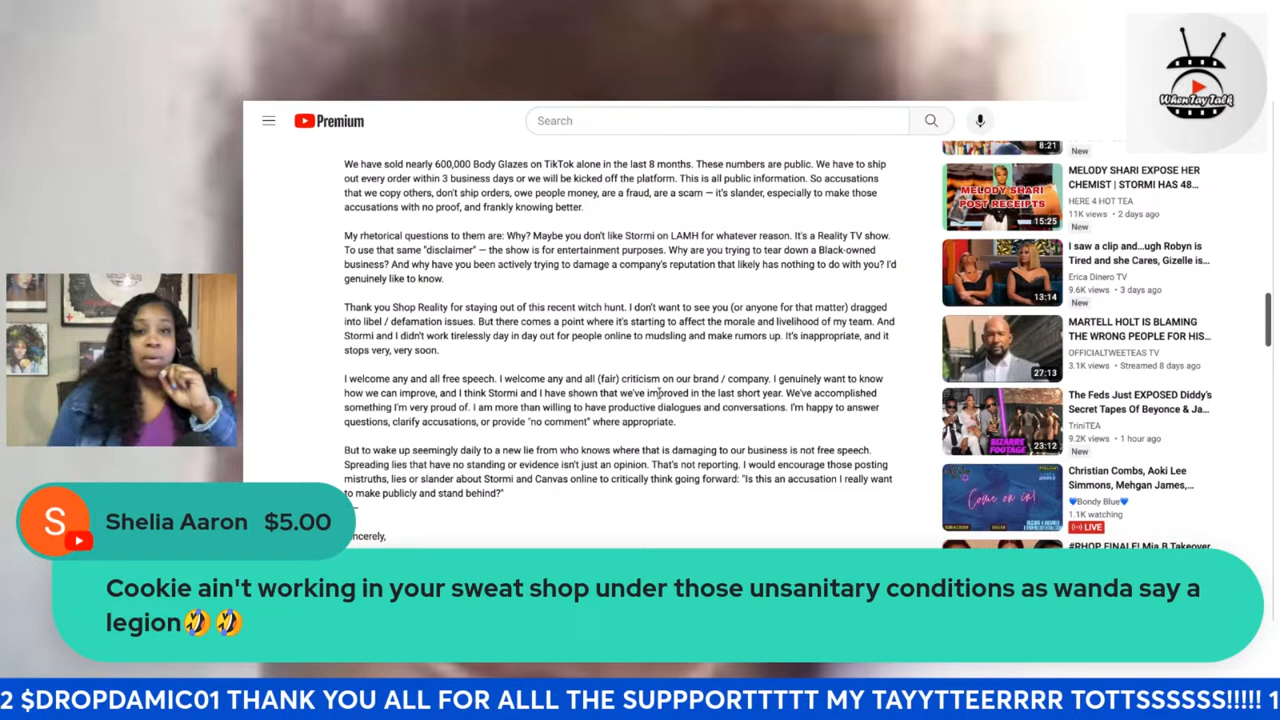 WhenTayTalk
Premium
Search
We have sold nearly 600,000 Body Glazes on TikTok alone in the last 8 months. These numbers are public. We have to ship
out every order within 3 business days or we will be kicked off the platform. This is all public information. So accusations
that we copy others, don't ship orders, owe people money, are a fraud, are a scam — it's slander, especially to make those
accusations with no proof, and frankly knowing better.
My rhetorical questions to them are: Why? Maybe you don't like Stormi on LAMH for whatever reason. It's a Reality TV show.
To use that same "disclaimer" — the show is for entertainment purposes. Why are you trying to tear down a Black-owned
business? And why have you been actively trying to damage a company's reputation that likely has nothing to do with you? I'd
genuinely like to know.
Thank you Shop Reality for staying out of this recent witch hunt. I don't want to see you (or anyone for that matter) dragged
into libel / defamation issues. But there comes a point where it's starting to affect the morale and livelihood of my team. And
Stormi and I didn't work tirelessly day in day out for people online to mudsling and make rumors up. It's inappropriate, and it
stops very, very soon.
I welcome any and all free speech. I welcome any and all (fair) criticism on our brand / company. I genuinely want to know
how we can improve, and I think Stormi and I have shown that we've improved in the last short year. We've accomplished
something I'm very proud of. I am more than willing to have productive dialogues and conversations. I'm happy to answer
questions, clarify accusations, or provide "no comment" where appropriate.
But to wake up seemingly daily to a new lie from who knows where that is damaging to our business is not free speech.
Spreading lies that have no standing or evidence isn't just an opinion. That's not reporting. I would encourage those posting
mistruths, lies or slander about Stormi and Canvas online to critically think going forward: "Is this an accusation I really want
to make publicly and stand behind?"
incerely,
8:21
New
MELODY SHARI
POST RECEIPTS
15:25
MELODY SHARI EXPOSE HER
CHEMIST | STORMI HAS 48...
HERE 4 HOT TEA
11K views • 2 days ago
New
13:14
I saw a clip and...ugh Robyn is
Tired and she Cares, Gizelle is...
Erica Dinero TV
9.6K views • 3 days ago
New
27:13
MARTELL HOLT IS BLAMING
THE WRONG PEOPLE FOR HIS...
OFFICIALTWEETEAS TV
3.1K views • Streamed 8 days ago
BIZARRE
FOOTAGE
23:12
The Feds Just EXPOSED Diddy's
Secret Tapes Of Beyonce & Ja...
TriniTEA
9.2K views • 1 hour ago
New
Come on in!
Christian Combs, Aoki Lee
Simmons, Mehgan James,...
💙Bondy Blue💙
1.1K watching
LIVE
#RHOP FINALE! Mia B Takeover
S
Shelia Aaron $5.00
Cookie ain't working in your sweat shop under those unsanitary conditions as wanda say a
legion🤣🤣
2 $DROPDAMIC01 THANK YOU ALL FOR ALLL THE SUPPPORTTTTT MY TAYYTTEERRRR TOTTSSSSSS!!!!! 1